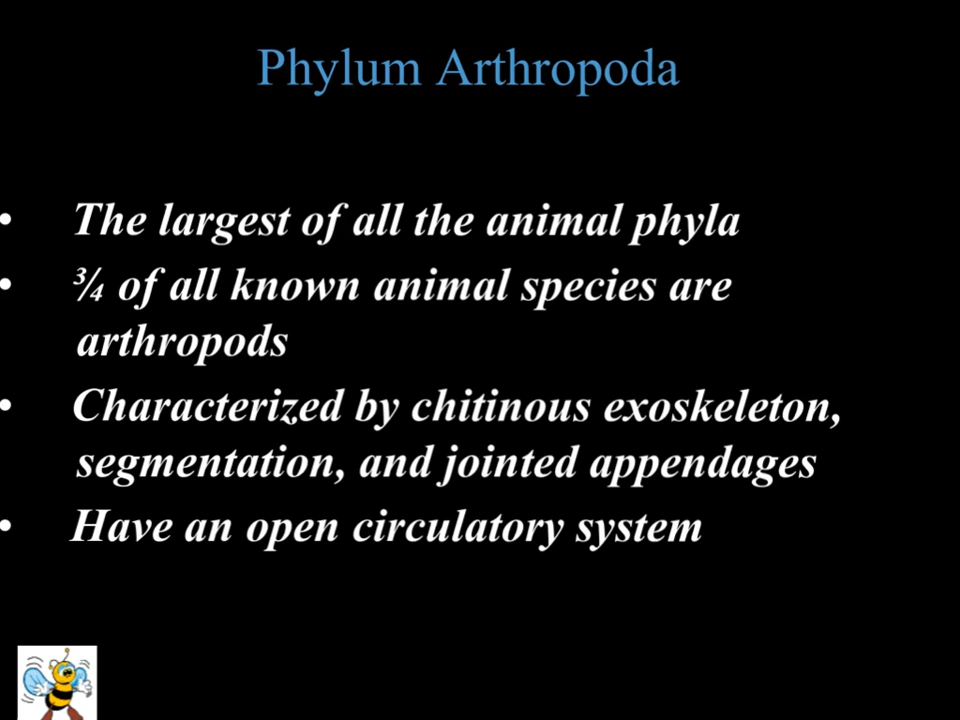 Phylum Arthropoda
• The largest of all the animal phyla
• ¾ of all known animal species are
arthropods
• Characterized by chitinous exoskeleton,
segmentation, and jointed appendages
• Have an open circulatory system